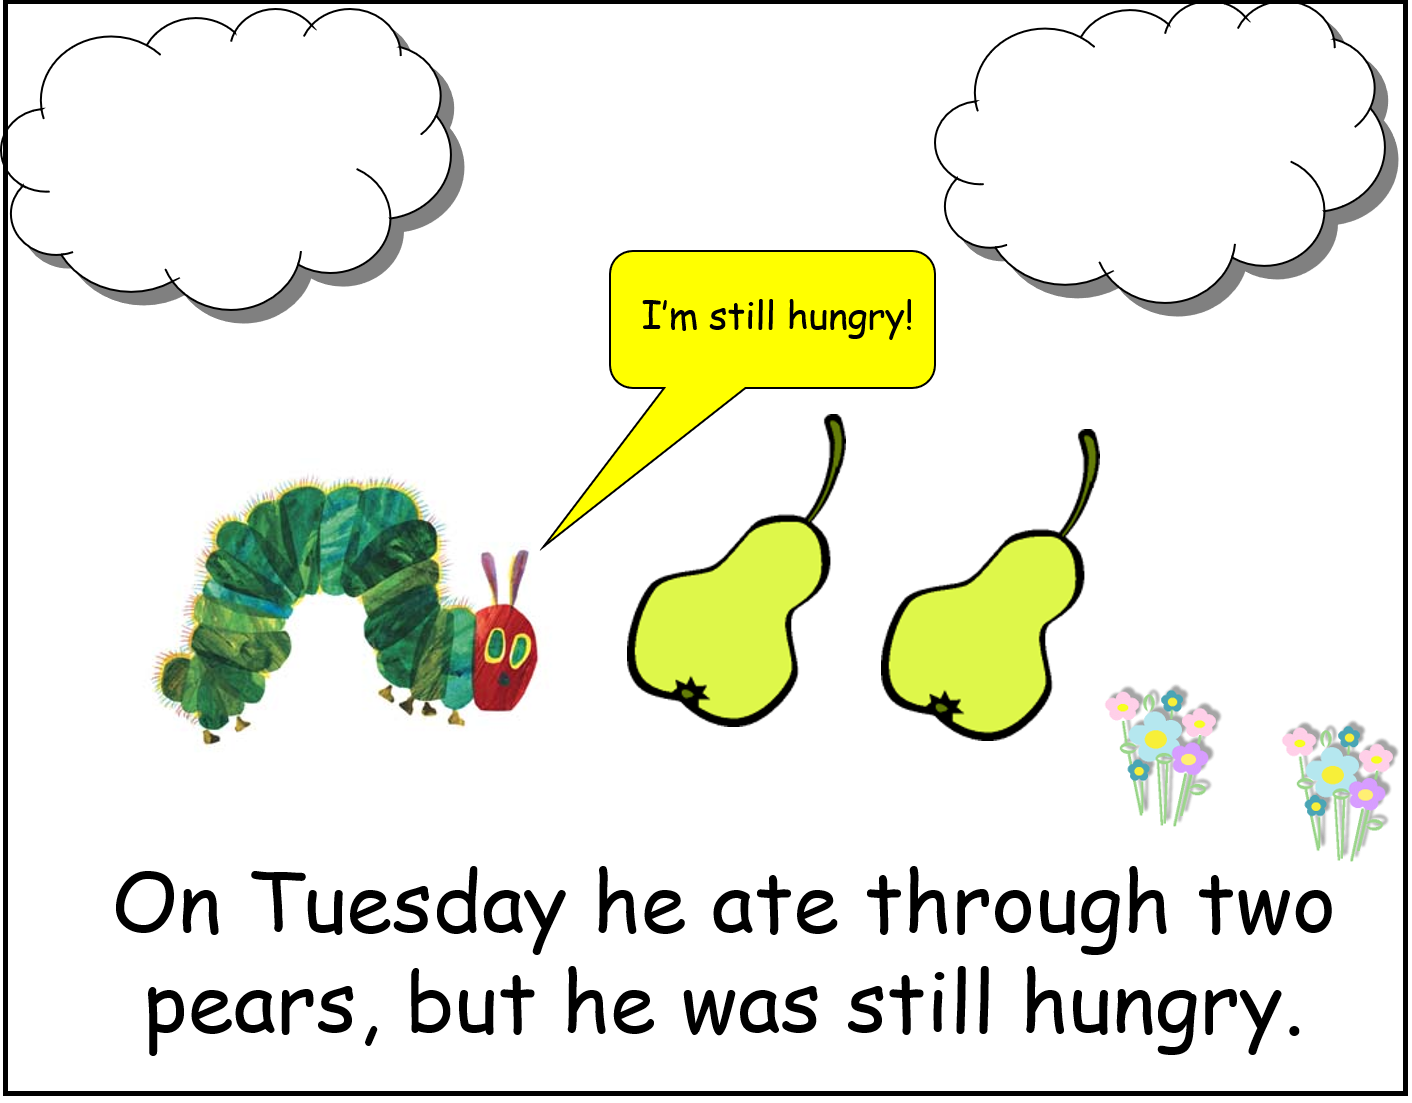 I’m still hungry!
On Tuesday he ate through two
pears, but he was still hungry.